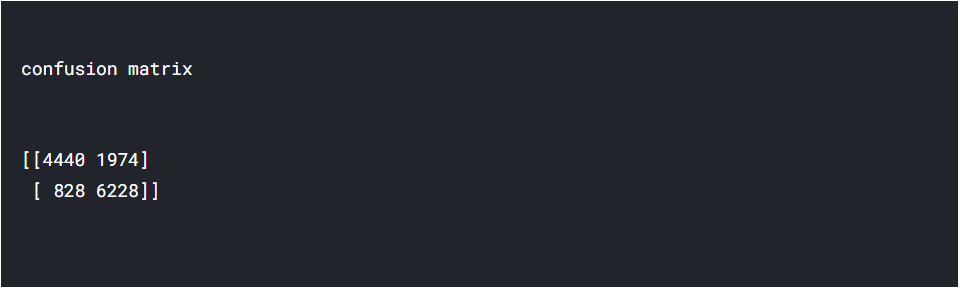 confusion matrix
[[4440 1974]
 [ 828 6228]]